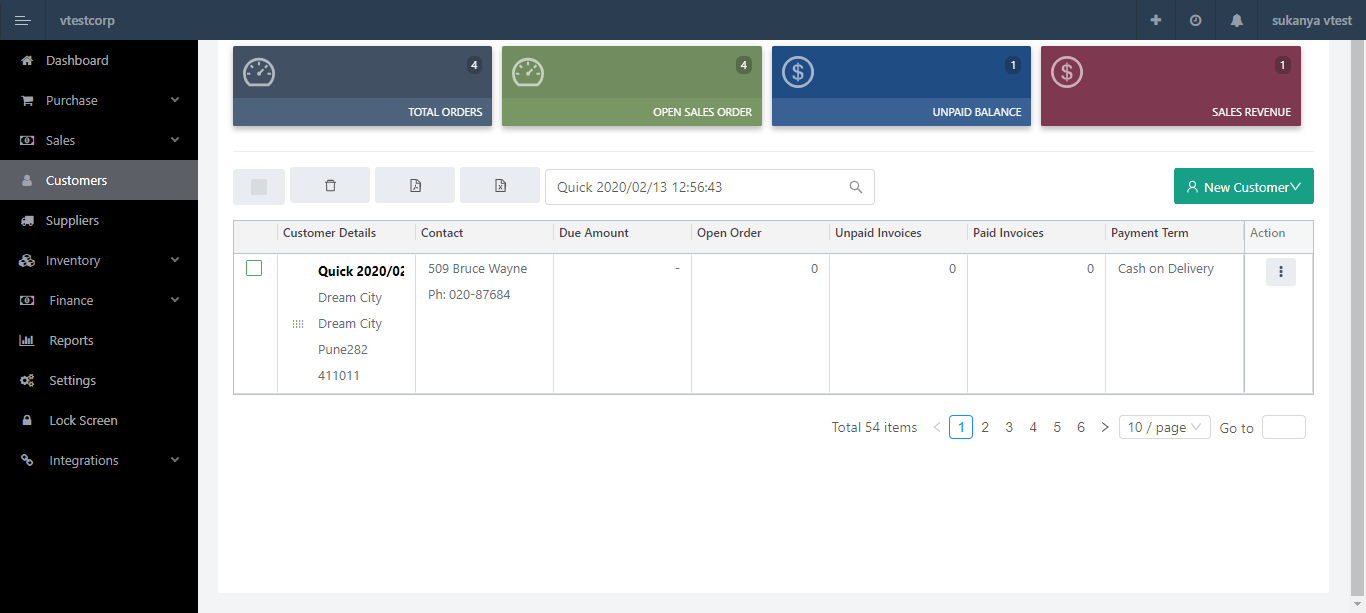 vtestcorp
sukanya vtest
Dashboard
Purchase
Sales
Customers
Suppliers
Inventory
Finance
Reports
Settings
Lock Screen
Integrations
4
TOTAL ORDERS
4
OPEN SALES ORDER
1
UNPAID BALANCE
1
SALES REVENUE
Quick 2020/02/13 12:56:43
New Customer
Customer Details Contact Due Amount Open Order Unpaid Invoices Paid Invoices Payment Term Action
Quick 2020/02 509 Bruce Wayne - 0 0 0 Cash on Delivery
Dream City Ph: 020-87684
Dream City
Pune282
411011
Total 54 items < 1 2 3 4 5 6 > 10 / page Go to